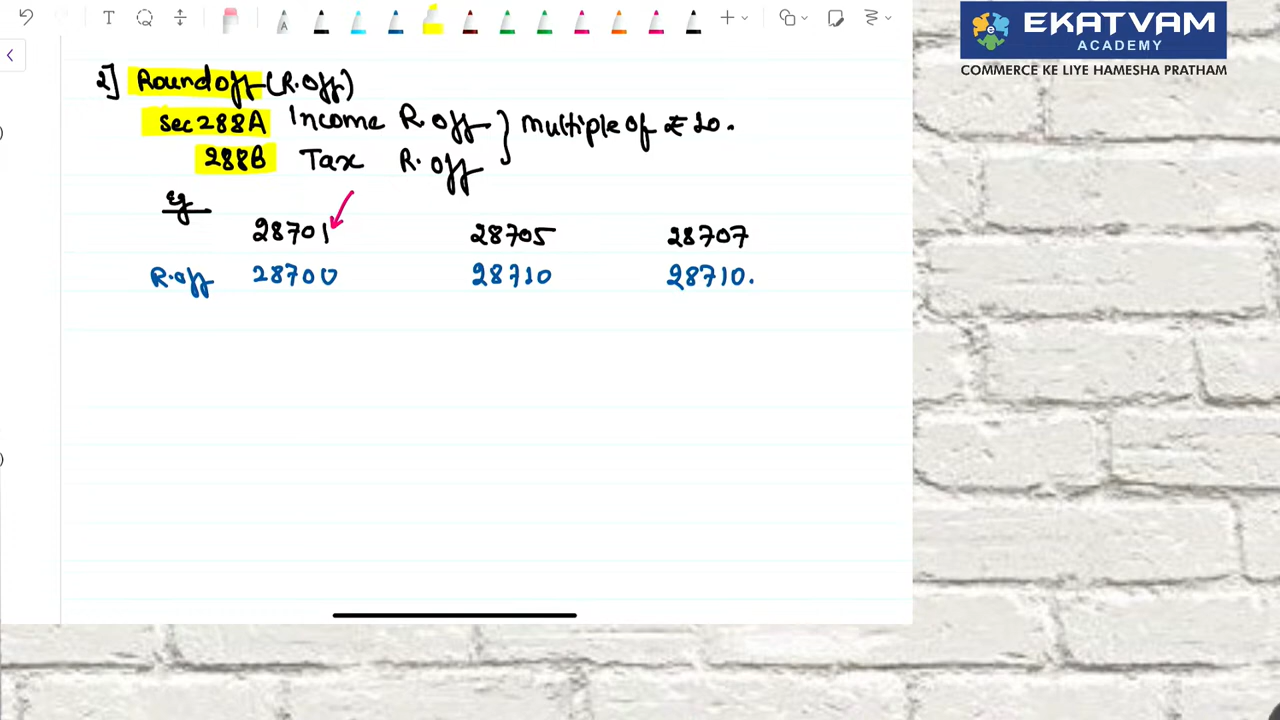 EKATVAM
ACADEMY
COMMERCE KE LIYE HAMESHA PRATHAM
2] Roundoff (R.off)
Sec 288A Income R.off } Multiple of ₹ 10.
288B Tax R.off
Eg
28701 28705 28707
R.off 28700 28710 28710.